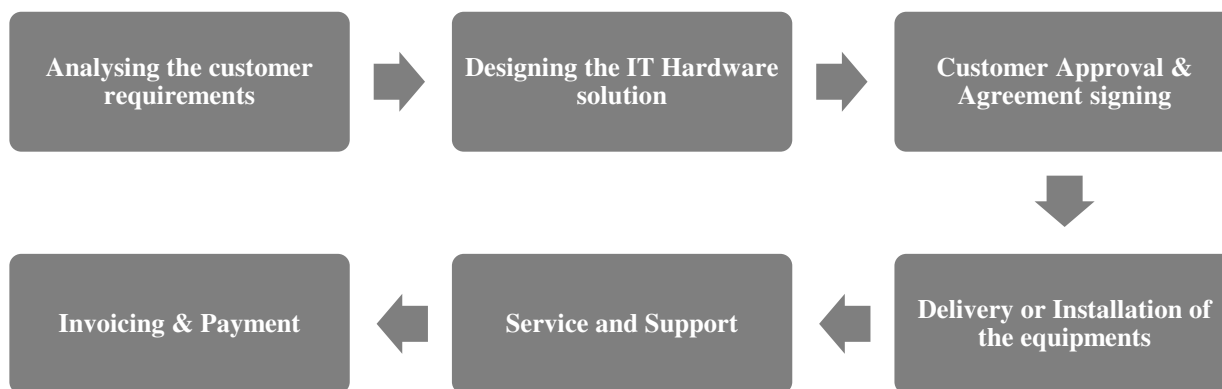 Analysing the customer
requirements
Designing the IT Hardware
solution
Customer Approval &
Agreement signing
Delivery or Installation of
the equipments
Service and Support
Invoicing & Payment